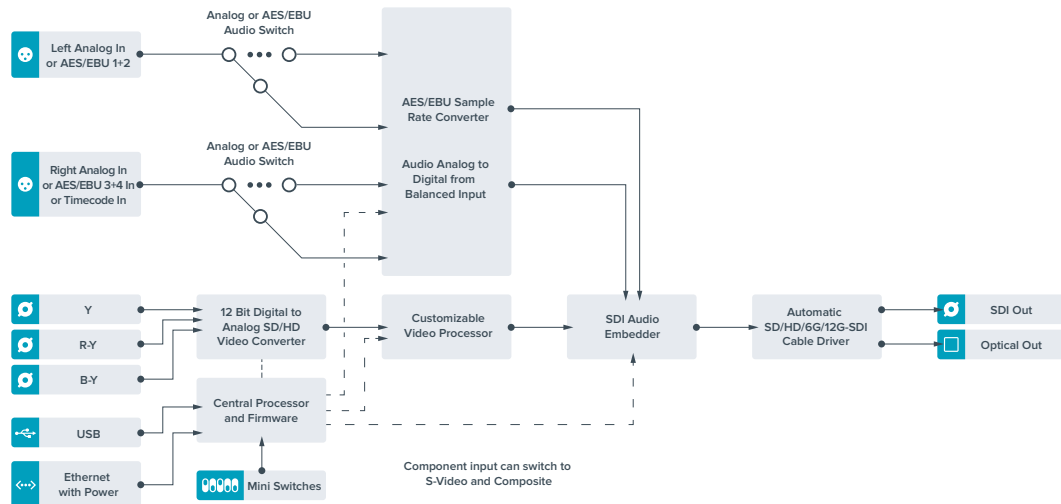 Analog or AES/EBU
Audio Switch
Left Analog In
or AES/EBU 1+2
AES/EBU Sample
Rate Converter
Analog or AES/EBU
Audio Switch
Right Analog In
or AES/EBU 3+4 In
or Timecode In
Audio Analog to
Digital from
Balanced Input
Y
R-Y
B-Y
12 Bit Digital to
Analog SD/HD
Video Converter
Customizable
Video Processor
SDI Audio
Embedder
Automatic
SD/HD/6G/12G-SDI
Cable Driver
SDI Out
Optical Out
Central Processor
and Firmware
USB
Ethernet
with Power
Mini Switches
Component input can switch to
S-Video and Composite